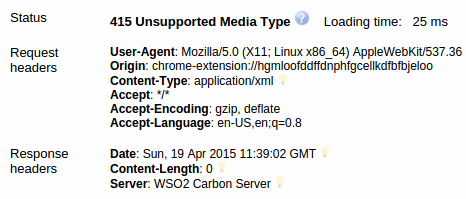 Status 415 Unsupported Media Type ? Loading time: 25 ms
Request headers
User-Agent: Mozilla/5.0 (X11; Linux x86_64) AppleWebKit/537.36
Origin: chrome-extension://hgmloofddffdnphfgcellkdfbfbjeloo
Content-Type: application/xml
Accept: */*
Accept-Encoding: gzip, deflate
Accept-Language: en-US,en;q=0.8
Response headers
Date: Sun, 19 Apr 2015 11:39:02 GMT
Content-Length: 0
Server: WSO2 Carbon Server